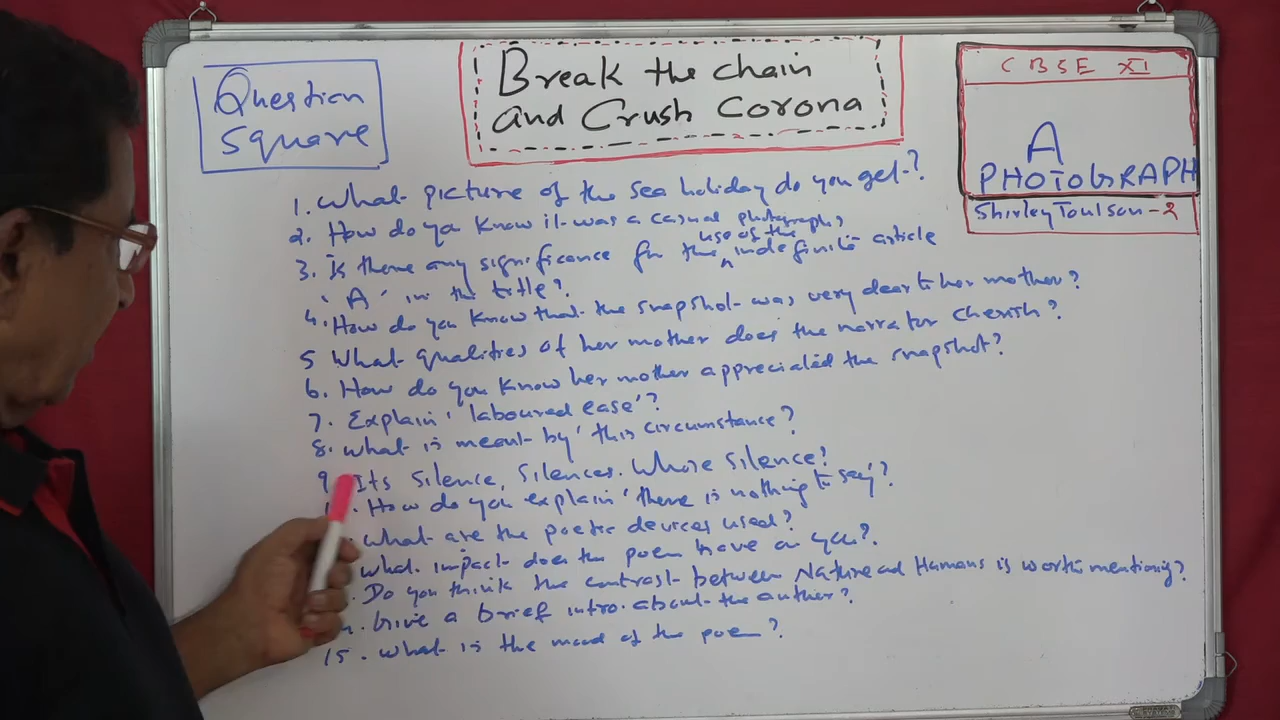 Question
Square
Break the chain
and Crush Corona
CBSE XI
A
PHOTOGRAPH
Shirley Toulson - 2
1. What picture of the sea holiday do you get?
2. How do you know it was a casual photograph?
3. Is there any significance for the use of the indefinite article
'A' in the title?
4. How do you know that the snapshot was very dear to her mother?
5 What qualities of her mother does the narrator cherish?
6. How do you know her mother appreciated the snapshot?
7. Explain 'laboured ease'?
8. What is meant by 'this circumstance?
9. Its silence, silences. Whose silence?
1 . How do you explain 'there is nothing to say'?
. What are the poetic devices used?
What impact does the poem have on you?
. Do you think the contrast between Nature and Humans is worth mentioning?
. Give a brief intro. about the author?
15. What is the mood of the poem?